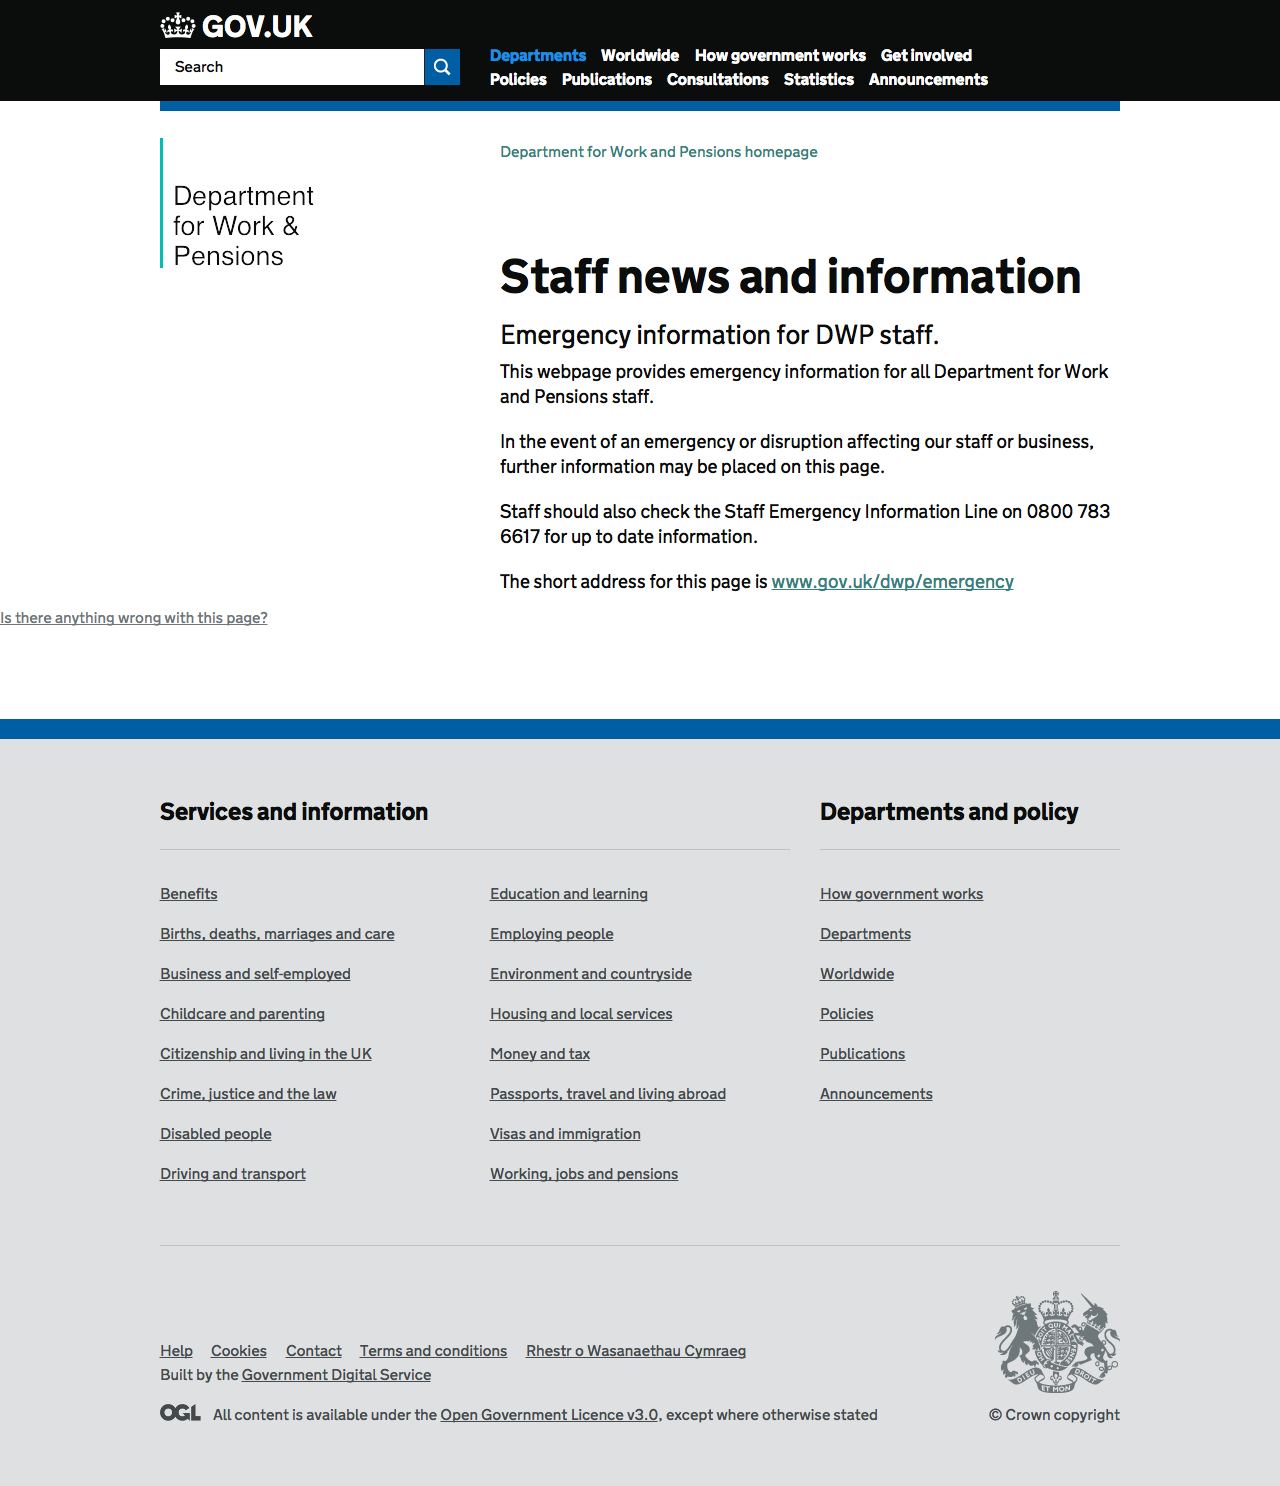 GOV.UK
Search
Departments Worldwide How government works Get involved
Policies Publications Consultations Statistics Announcements
Department for Work and Pensions homepage
Department
for Work &
Pensions
Staff news and information
Emergency information for DWP staff.
This webpage provides emergency information for all Department for Work
and Pensions staff.
In the event of an emergency or disruption affecting our staff or business,
further information may be placed on this page.
Staff should also check the Staff Emergency Information Line on 0800 783
6617 for up to date information.
The short address for this page is www.gov.uk/dwp/emergency
Is there anything wrong with this page?
Services and information
Benefits
Births, deaths, marriages and care
Business and self-employed
Childcare and parenting
Citizenship and living in the UK
Crime, justice and the law
Disabled people
Driving and transport
Education and learning
Employing people
Environment and countryside
Housing and local services
Money and tax
Passports, travel and living abroad
Visas and immigration
Working, jobs and pensions
Departments and policy
How government works
Departments
Worldwide
Policies
Publications
Announcements
Help Cookies Contact Terms and conditions Rhestr o Wasanaethau Cymraeg
Built by the Government Digital Service
OGL All content is available under the Open Government Licence v3.0, except where otherwise stated
DIEU ET MON DROIT
© Crown copyright